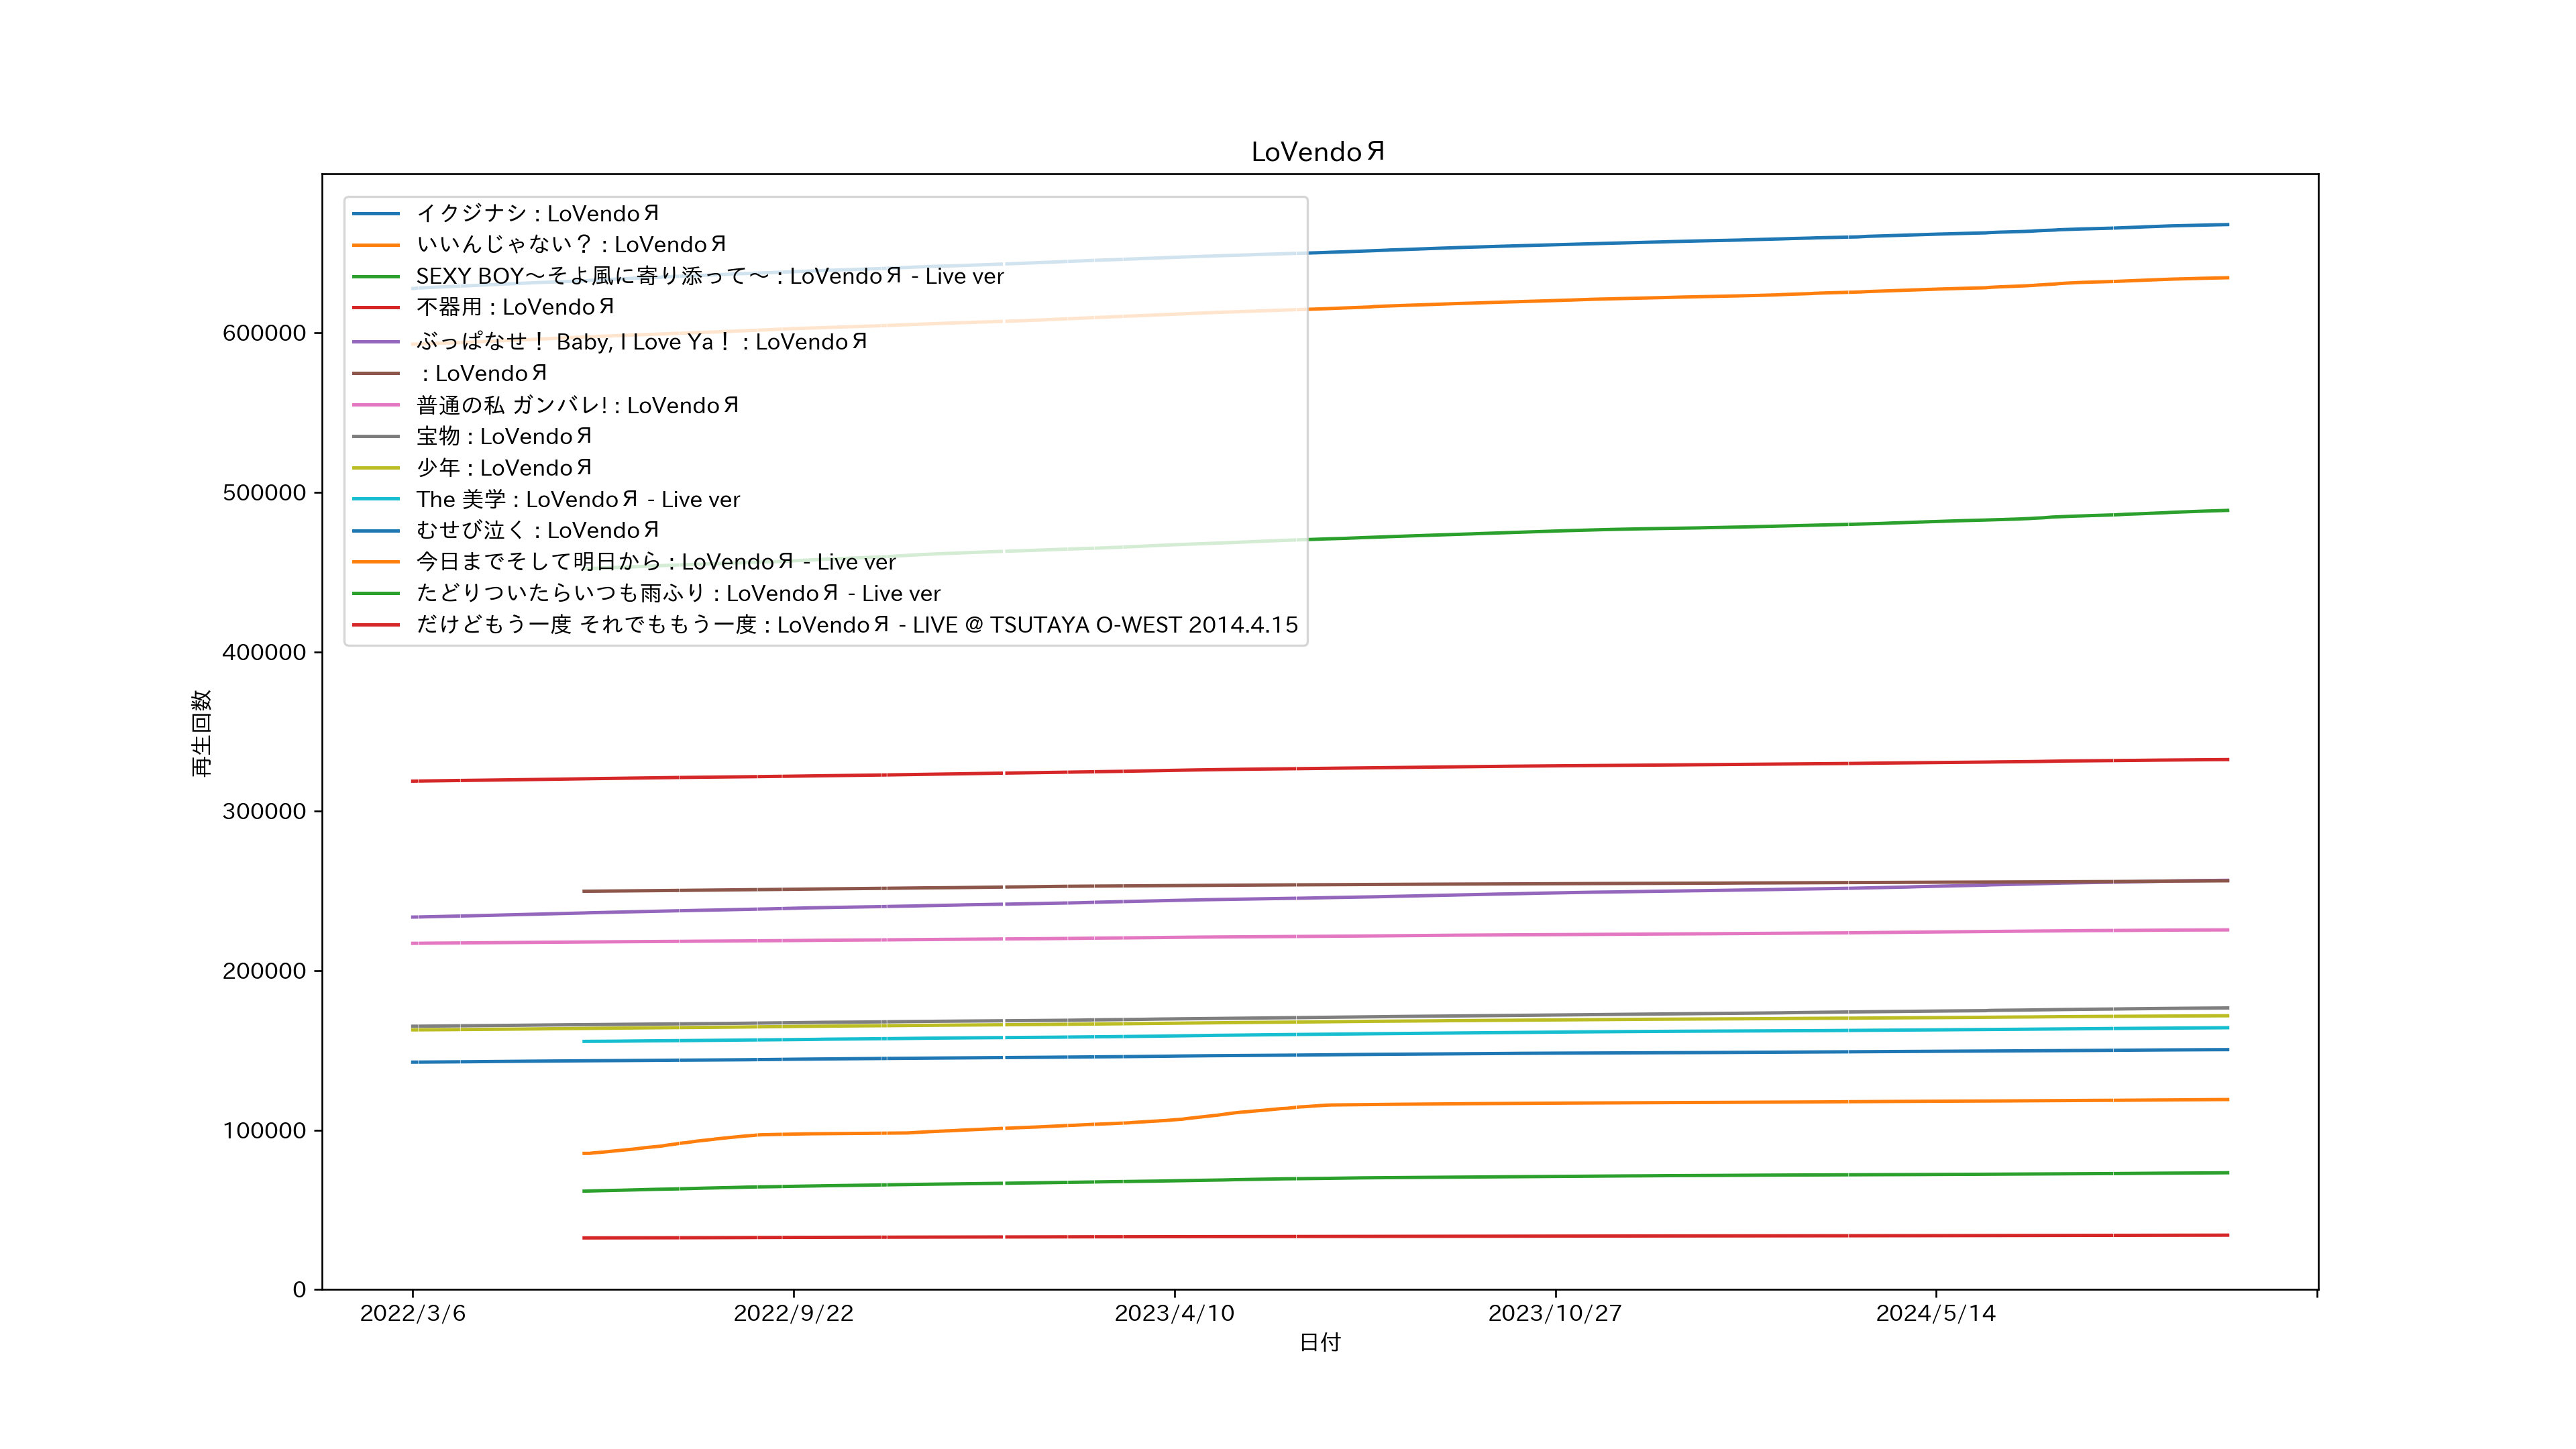 LoVendoЯ
イクジナシ : LoVendoЯ
いいんじゃない？ : LoVendoЯ
SEXY BOY〜そよ風に寄り添って〜 : LoVendoЯ - Live ver
不器用 : LoVendoЯ
ぶっぱなせ！ Baby, I Love Ya！ : LoVendoЯ
: LoVendoЯ
普通の私 ガンバレ! : LoVendoЯ
宝物 : LoVendoЯ
少年 : LoVendoЯ
The 美学 : LoVendoЯ - Live ver
むせび泣く : LoVendoЯ
今日までそして明日から : LoVendoЯ - Live ver
たどりついたらいつも雨ふり : LoVendoЯ - Live ver
だけどもう一度 それでももう一度 : LoVendoЯ - LIVE @ TSUTAYA O-WEST 2014.4.15
再生回数
600000
500000
400000
300000
200000
100000
0
2022/3/6 2022/9/22 2023/4/10 2023/10/27 2024/5/14
日付